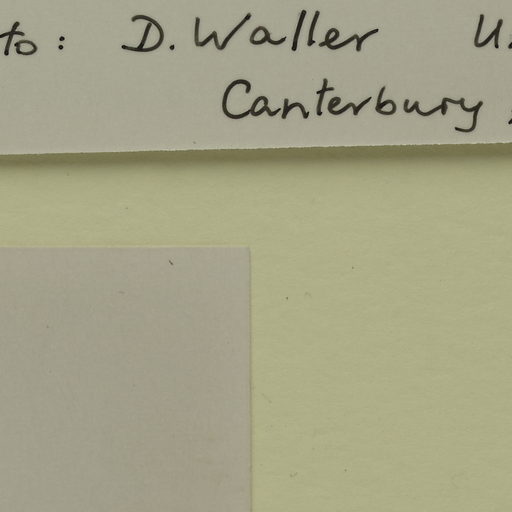 to: D. Waller U.
Canterbury,